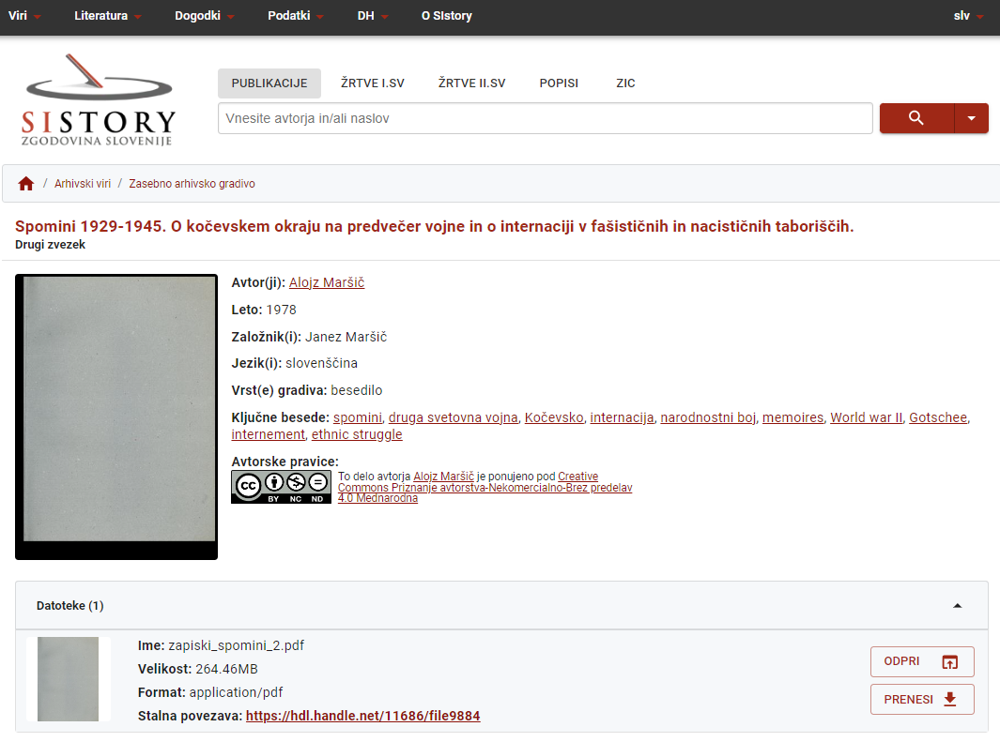 Viri Literatura Dogodki Podatki DH O SIstory slv
PUBLIKACIJE ŽRTVE I.SV ŽRTVE II.SV POPISI ZIC
Vnesite avtorja in/ali naslov
SISTORY
ZGODOVINA SLOVENIJE
/ Arhivski viri / Zasebno arhivsko gradivo
Spomini 1929-1945. O kočevskem okraju na predvečer vojne in o internaciji v fašističnih in nacističnih taboriščih.
Drugi zvezek
Avtor(ji): Alojz Maršič
Leto: 1978
Založnik(i): Janez Maršič
Jezik(i): slovenščina
Vrst(e) gradiva: besedilo
Ključne besede: spomini, druga svetovna vojna, Kočevsko, internacija, narodnostni boj, memoires, World war II, Gotschee,
internement, ethnic struggle
Avtorske pravice:
cc BY NC ND
To delo avtorja Alojz Maršič je ponujeno pod Creative
Commons Priznanje avtorstva-Nekomercialno-Brez predelav
4.0 Mednarodna
Datoteke (1)
Ime: zapiski_spomini_2.pdf
Velikost: 264.46MB
Format: application/pdf
Stalna povezava: https://hdl.handle.net/11686/file9884
ODPRI
PRENESI